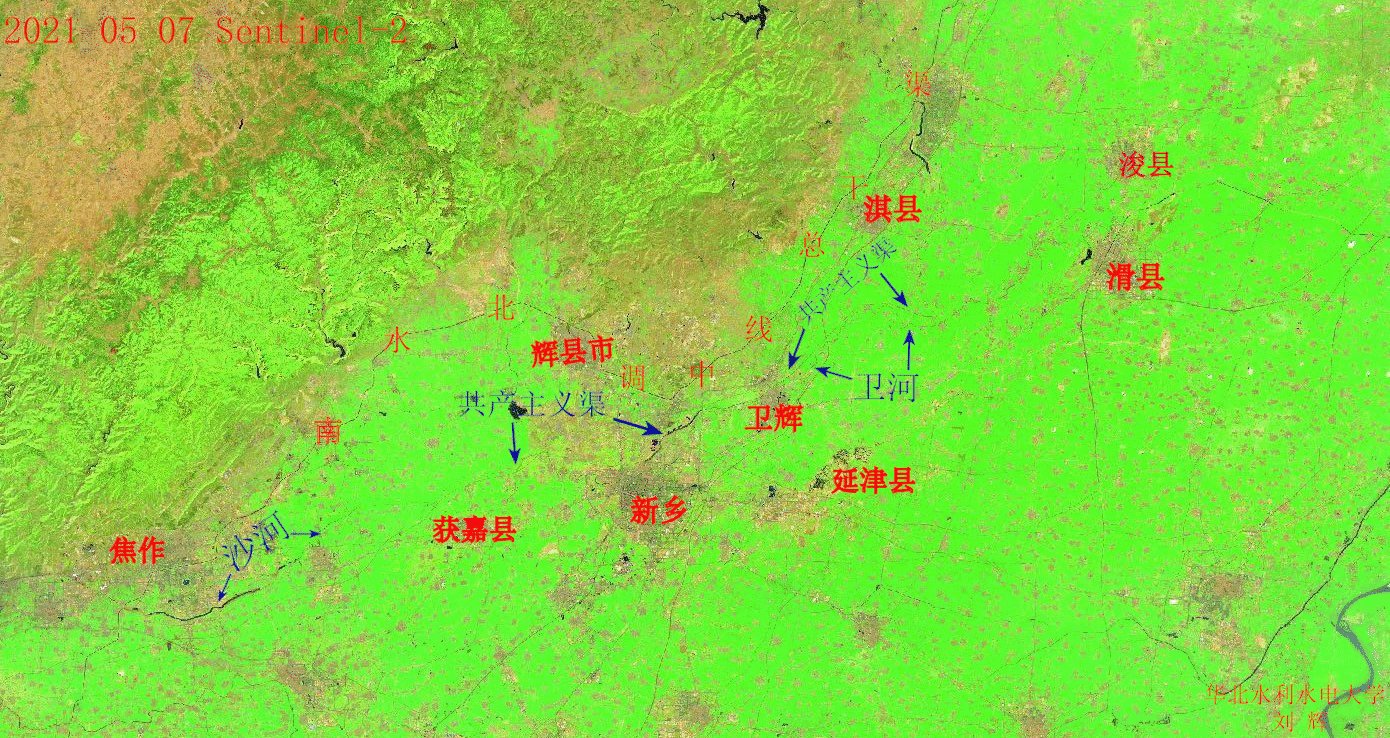 2021 05 07 Sentinel-2
渠
浚县
干
淇县
总
共产主义渠
滑县
北
线
水
辉县市
调
中
卫河
共产主义渠
卫辉
南
延津县
新乡
获嘉县
沙河
焦作
华北水利水电大学
刘 辉